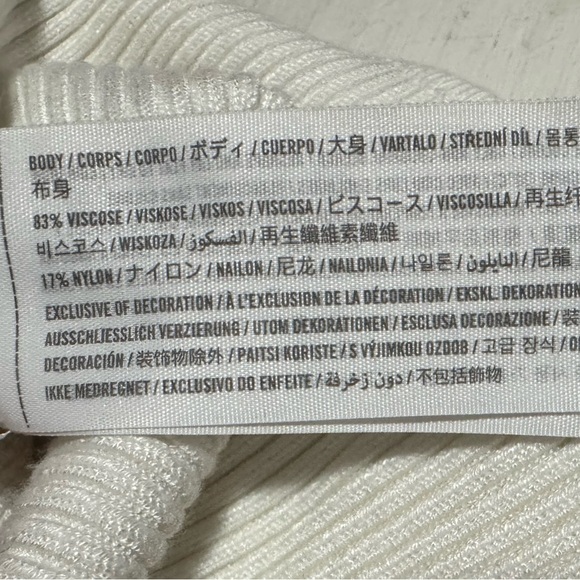 BODY / CORPS / CORPO / ボディ / CUERPO / 大身 / VARTALO / STŘEDNÍ DÍL / 몸통
布身
83% VISCOSE / VISKOSE / VISKOS / VISCOSA / ビスコース / VISCOSILLA / 再生纤
비스코스 / WISKOZA / الفسكوز / 再生纖維素纖維
17% NYLON / ナイロン / NAILON / 尼龙 / NAILONIA / 나일론 / النايلون / 尼龍
EXCLUSIVE OF DECORATION / À L'EXCLUSION DE LA DÉCORATION / EKSKL. DEKORATION
AUSSCHLIESSLICH VERZIERUNG / UTOM DEKORATIONEN / ESCLUSA DECORAZIONE / 装
DECORACIÓN / 裝飾物除外 / PAITSI KORISTE / S VÝJIMKOU OZDOB / 고급 장식 /
IKKE MEDREGNET / EXCLUSIVO DO ENFEITE / دون زخرفة / 不包括飾物